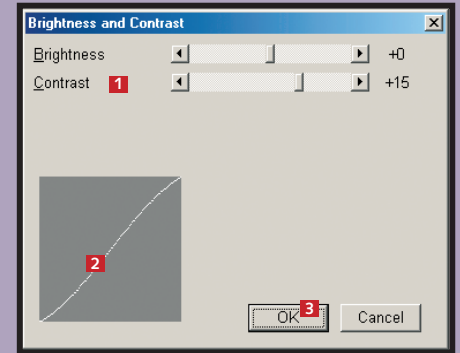 Brightness and Contrast
Brightness +0
Contrast 1 +15
2
OK 3 Cancel